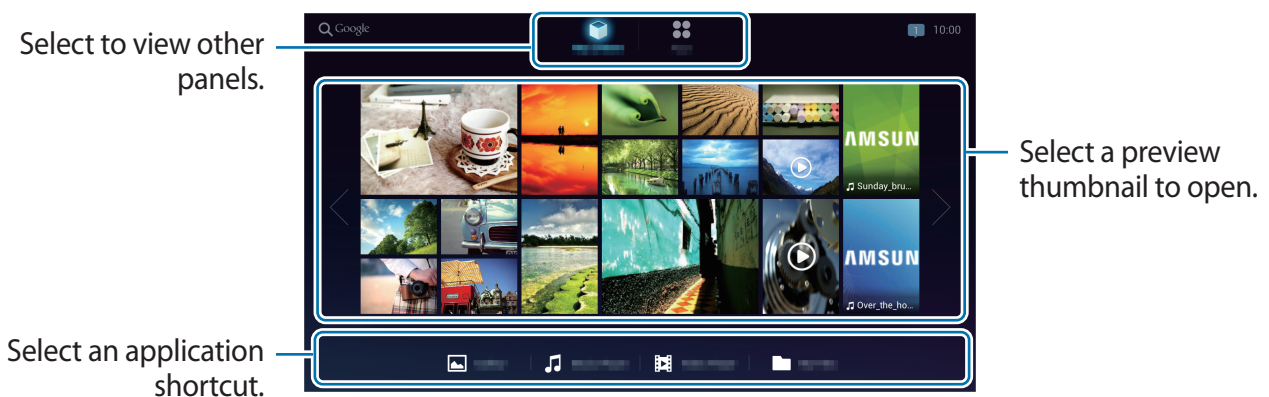 Google
1
10:00
Select to view other
panels.
AMSUN
Sunday_bru...
Select a preview
thumbnail to open.
AMSUN
Over_the_ho...
Select an application
shortcut.